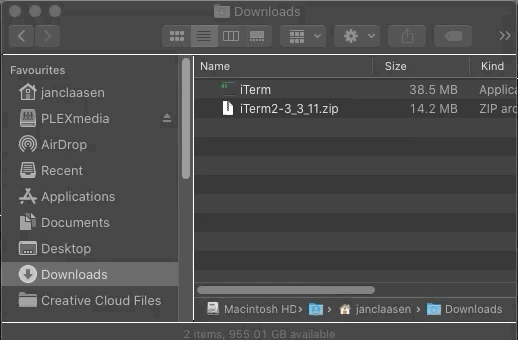 Downloads
Name Size Kind
Favourites
janclaasen
PLEXmedia
AirDrop
Recent
Applications
Documents
Desktop
Downloads
Creative Cloud Files
iTerm 38.5 MB Applica
iTerm2-3_3_11.zip 14.2 MB ZIP arc
Macintosh HD › › janclaasen › Downloads
2 items, 955.01 GB available